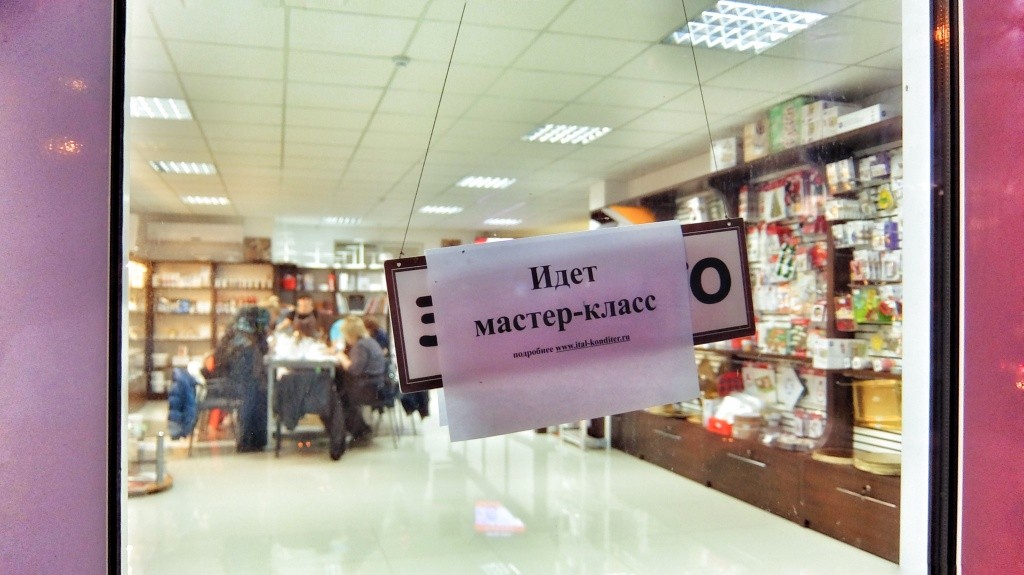 Идет
мастер-класс
подробнее www.ital-konditer.ru
О